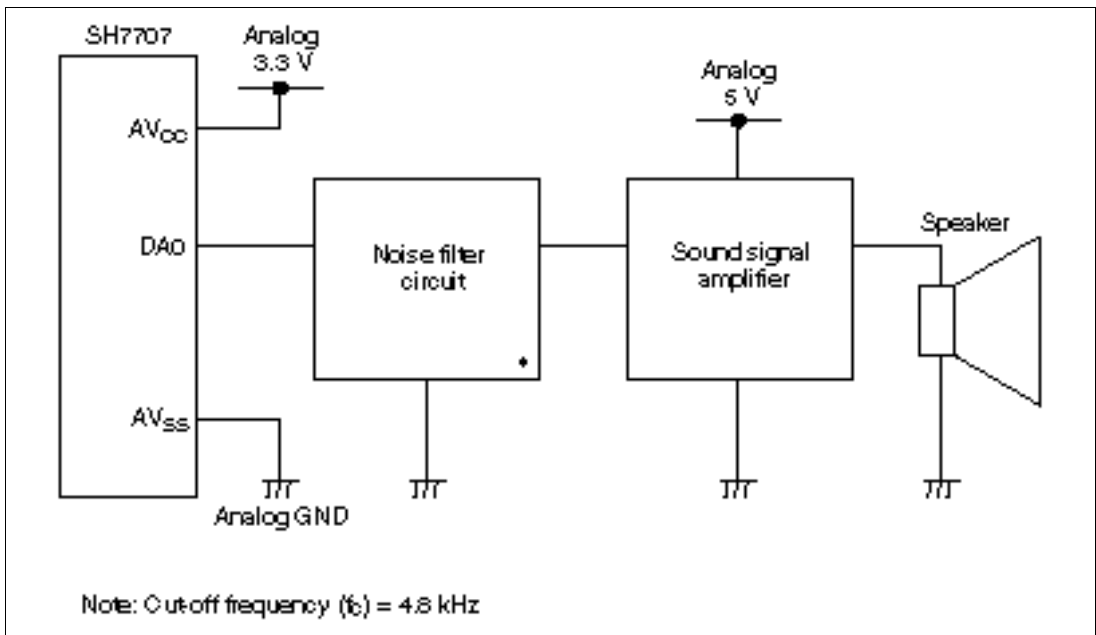 SH7707
Analog
3.3 V
Analog
5 V
AVCC
DA0
Noise filter
circuit
Sound signal
amplifier
Speaker
AVSS
Analog GND
Note: Cut-off frequency (fc) = 4.8 kHz